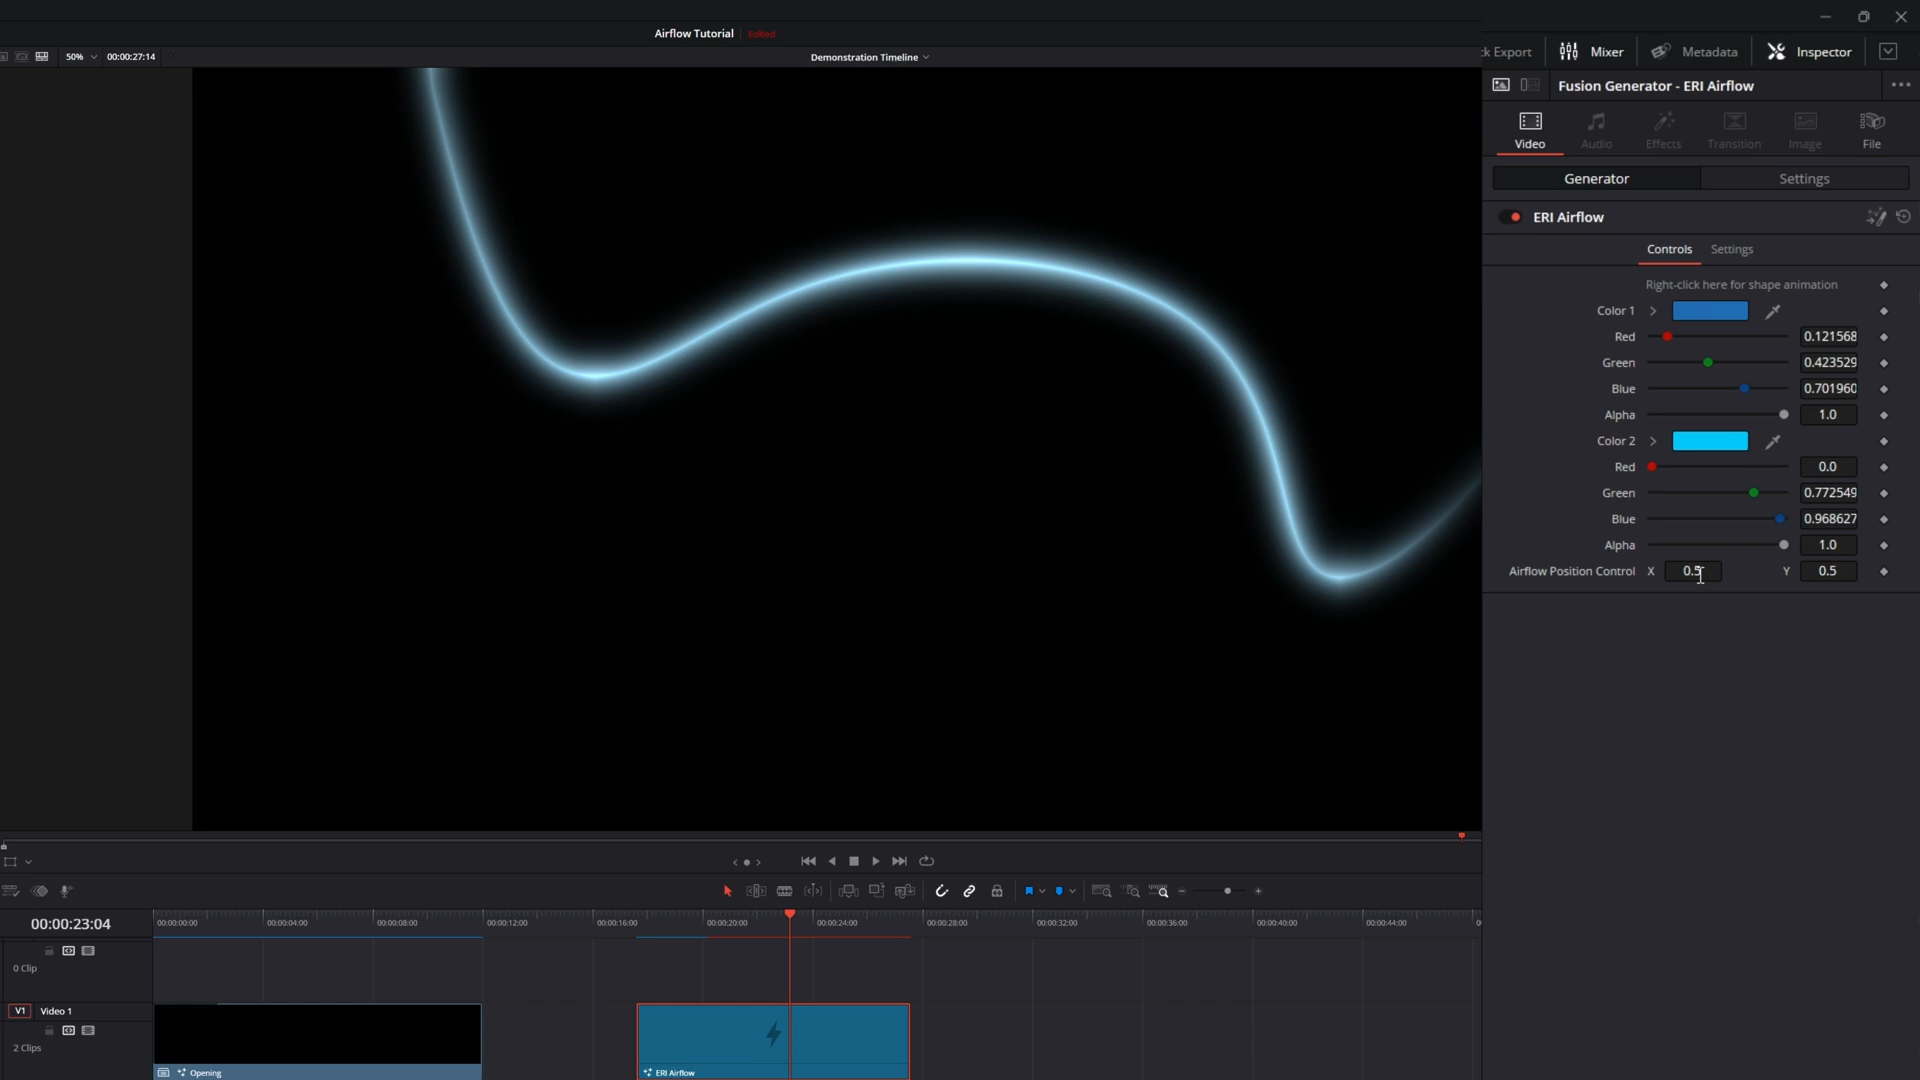 Airflow Tutorial Edited
50% 00:00:27:14 Demonstration Timeline
k Export Mixer Metadata Inspector
Fusion Generator - ERI Airflow
Video Audio Effects Transition Image File
Generator Settings
ERI Airflow
Controls Settings
Right-click here for shape animation
Color 1
Red 0.121568
Green 0.423529
Blue 0.701960
Alpha 1.0
Color 2
Red 0.0
Green 0.772549
Blue 0.968627
Alpha 1.0
Airflow Position Control X 0.5 Y 0.5
00:00:23:04 00:00:00:00 00:00:04:00 00:00:08:00 00:00:12:00 00:00:16:00 00:00:20:00 00:00:24:00 00:00:28:00 00:00:32:00 00:00:36:00 00:00:40:00 00:00:44:00
0 Clip
V1 Video 1
2 Clips
Opening ERI Airflow